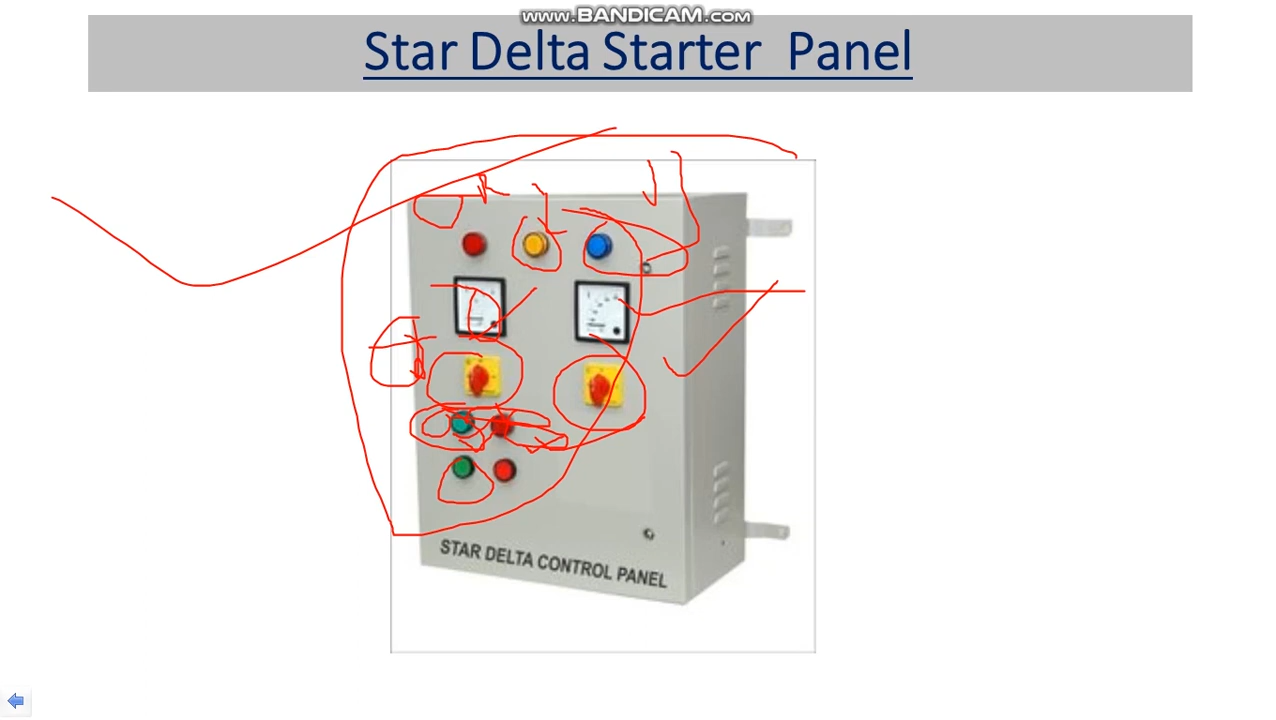 www.BANDICAM.com
Star Delta Starter Panel
R
Y
STAR DELTA CONTROL PANEL